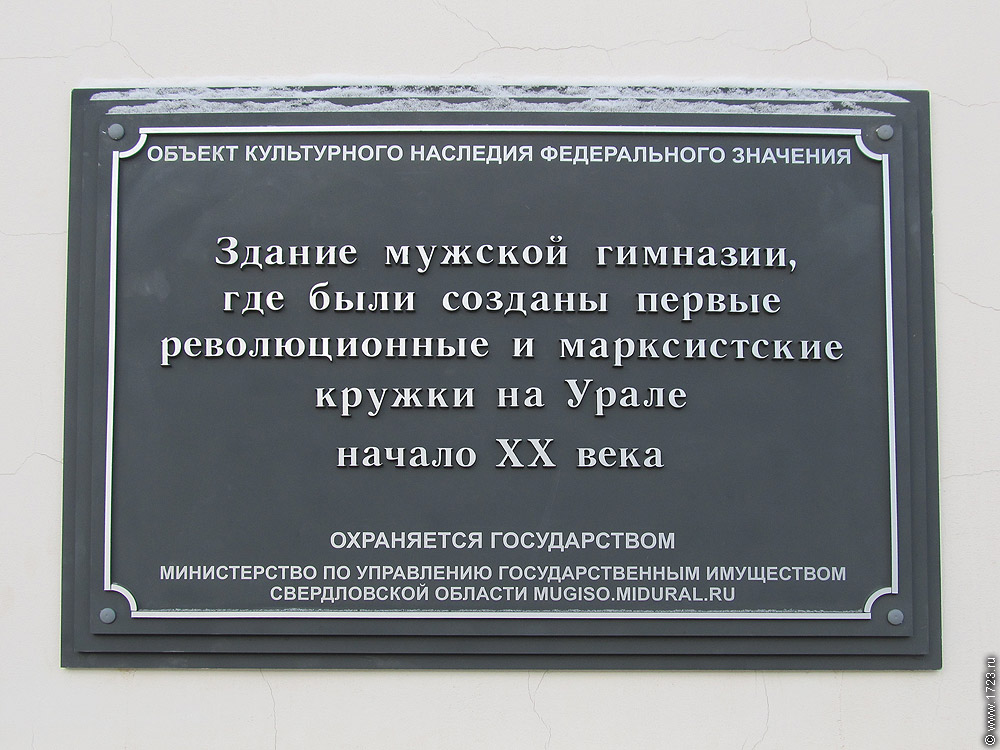 ОБЪЕКТ КУЛЬТУРНОГО НАСЛЕДИЯ ФЕДЕРАЛЬНОГО ЗНАЧЕНИЯ
Здание мужской гимназии,
где были созданы первые
революционные и марксистские
кружки на Урале
начало XX века
ОХРАНЯЕТСЯ ГОСУДАРСТВОМ
МИНИСТЕРСТВО ПО УПРАВЛЕНИЮ ГОСУДАРСТВЕННЫМ ИМУЩЕСТВОМ
СВЕРДЛОВСКОЙ ОБЛАСТИ MUGISO.MIDURAL.RU
© www.1723.ru